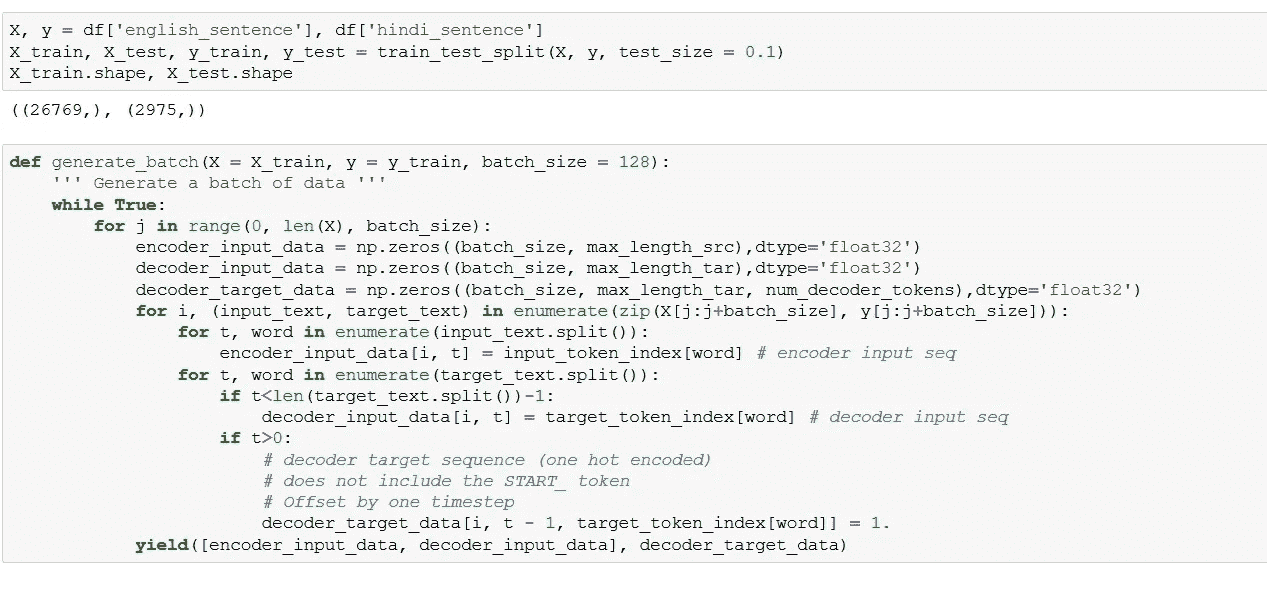 X, y = df['english_sentence'], df['hindi_sentence']
X_train, X_test, y_train, y_test = train_test_split(X, y, test_size = 0.1)
X_train.shape, X_test.shape
((26769,), (2975,))
def generate_batch(X = X_train, y = y_train, batch_size = 128):
    ''' Generate a batch of data '''
    while True:
        for j in range(0, len(X), batch_size):
            encoder_input_data = np.zeros((batch_size, max_length_src),dtype='float32')
            decoder_input_data = np.zeros((batch_size, max_length_tar),dtype='float32')
            decoder_target_data = np.zeros((batch_size, max_length_tar, num_decoder_tokens),dtype='float32')
            for i, (input_text, target_text) in enumerate(zip(X[j:j+batch_size], y[j:j+batch_size])):
                for t, word in enumerate(input_text.split()):
                    encoder_input_data[i, t] = input_token_index[word] # encoder input seq
                for t, word in enumerate(target_text.split()):
                    if t<len(target_text.split())-1:
                        decoder_input_data[i, t] = target_token_index[word] # decoder input seq
                    if t>0:
                        # decoder target sequence (one hot encoded)
                        # does not include the START_ token
                        # Offset by one timestep
                        decoder_target_data[i, t - 1, target_token_index[word]] = 1.
            yield([encoder_input_data, decoder_input_data], decoder_target_data)